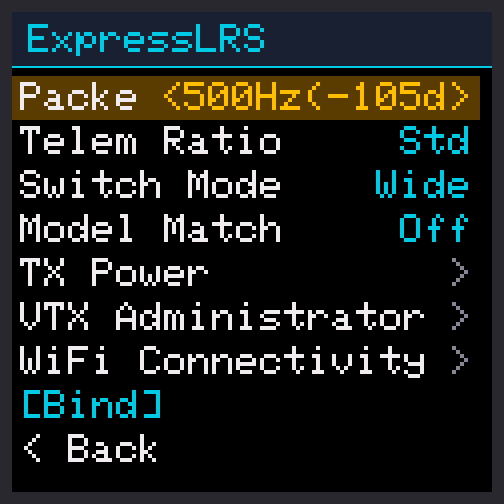 ExpressLRS
Packe <500Hz(-105d>
Telem Ratio Std
Switch Mode Wide
Model Match Off
TX Power >
VTX Administrator >
WiFi Connectivity >
[Bind]
< Back